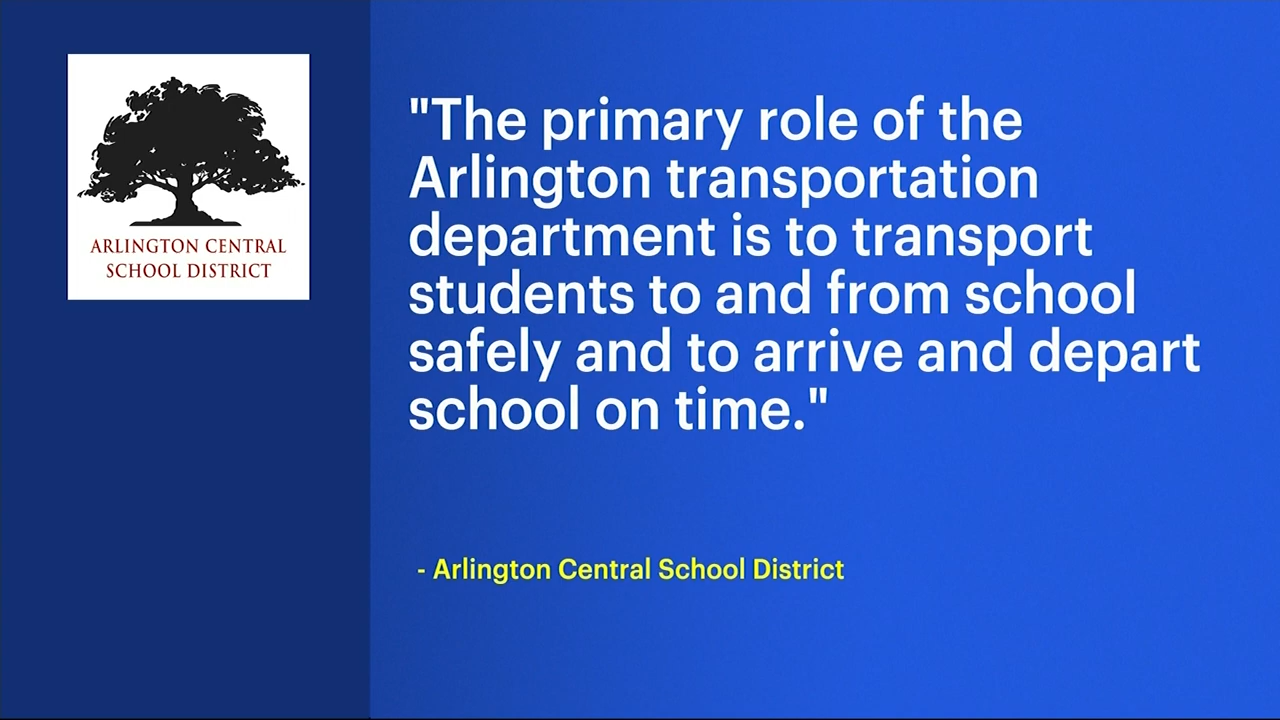 ARLINGTON CENTRAL
SCHOOL DISTRICT
"The primary role of the
Arlington transportation
department is to transport
students to and from school
safely and to arrive and depart
school on time."
- Arlington Central School District